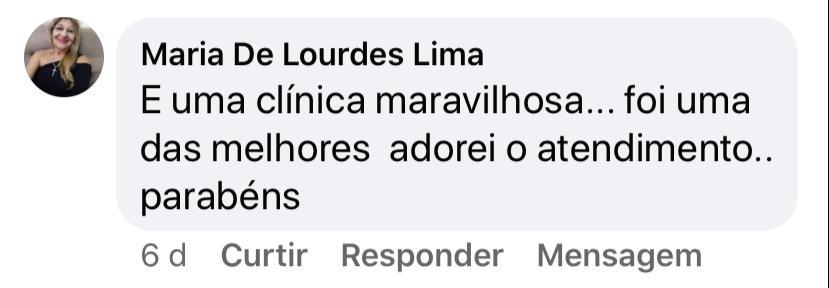 Maria De Lourdes Lima
E uma clínica maravilhosa... foi uma
das melhores  adorei o atendimento..
parabéns
6 d Curtir Responder Mensagem